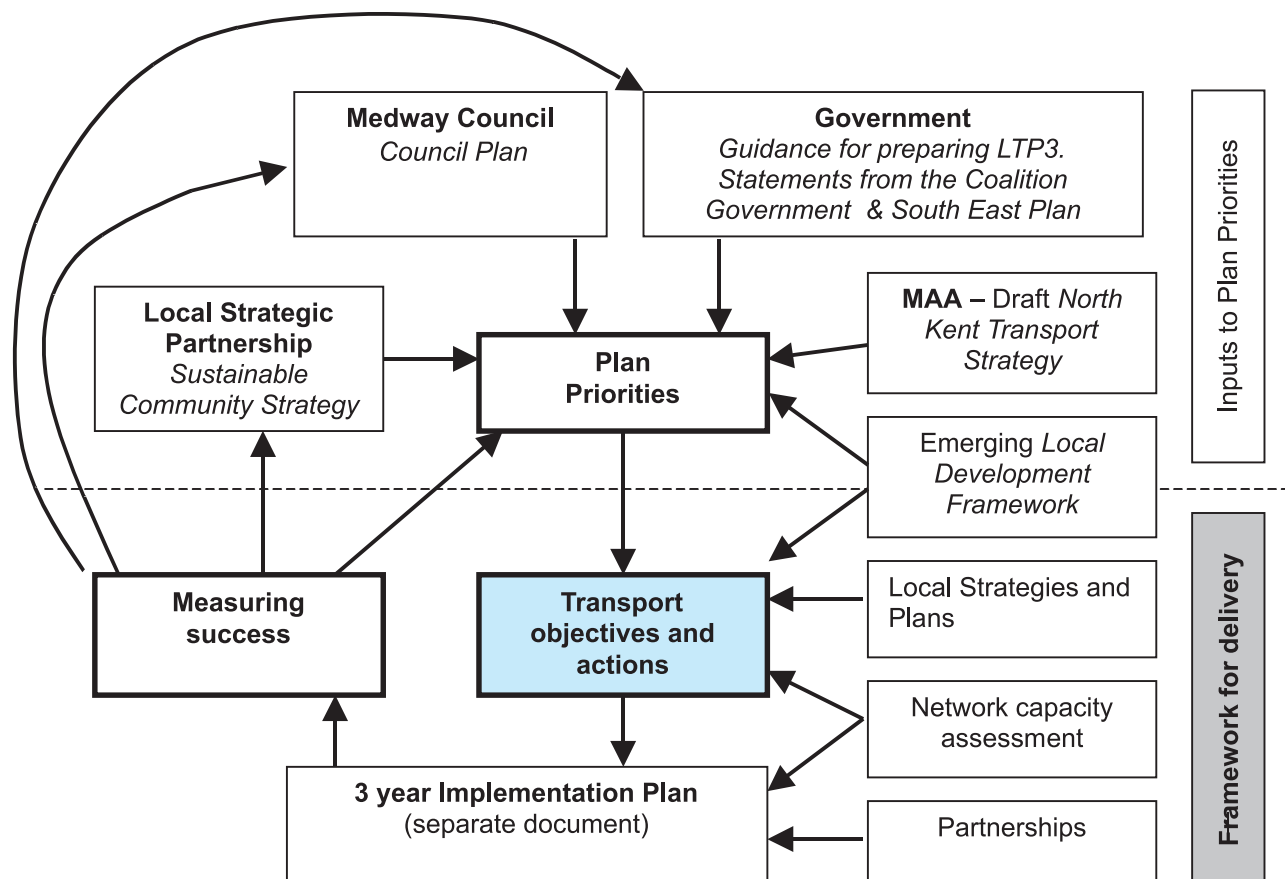 Medway Council
Council Plan
Government
Guidance for preparing LTP3.
Statements from the Coalition
Government & South East Plan
Inputs to Plan Priorities
Local Strategic
Partnership
Sustainable
Community Strategy
Plan
Priorities
MAA – Draft North
Kent Transport
Strategy
Emerging Local
Development
Framework
Measuring
success
Transport
objectives and
actions
Local Strategies and
Plans
Network capacity
assessment
Framework for delivery
3 year Implementation Plan
(separate document)
Partnerships